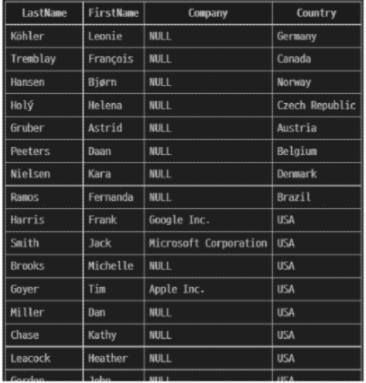 LastName FirstName Company Country
Köhler Leonie NULL Germany
Tremblay François NULL Canada
Hansen Bjørn NULL Norway
Holý Helena NULL Czech Republic
Gruber Astrid NULL Austria
Peeters Daan NULL Belgium
Nielsen Kara NULL Denmark
Ramos Fernanda NULL Brazil
Harris Frank Google Inc. USA
Smith Jack Microsoft Corporation USA
Brooks Michelle NULL USA
Goyer Tim Apple Inc. USA
Miller Dan NULL USA
Chase Kathy NULL USA
Leacock Heather NULL USA
Gordon John NULL USA